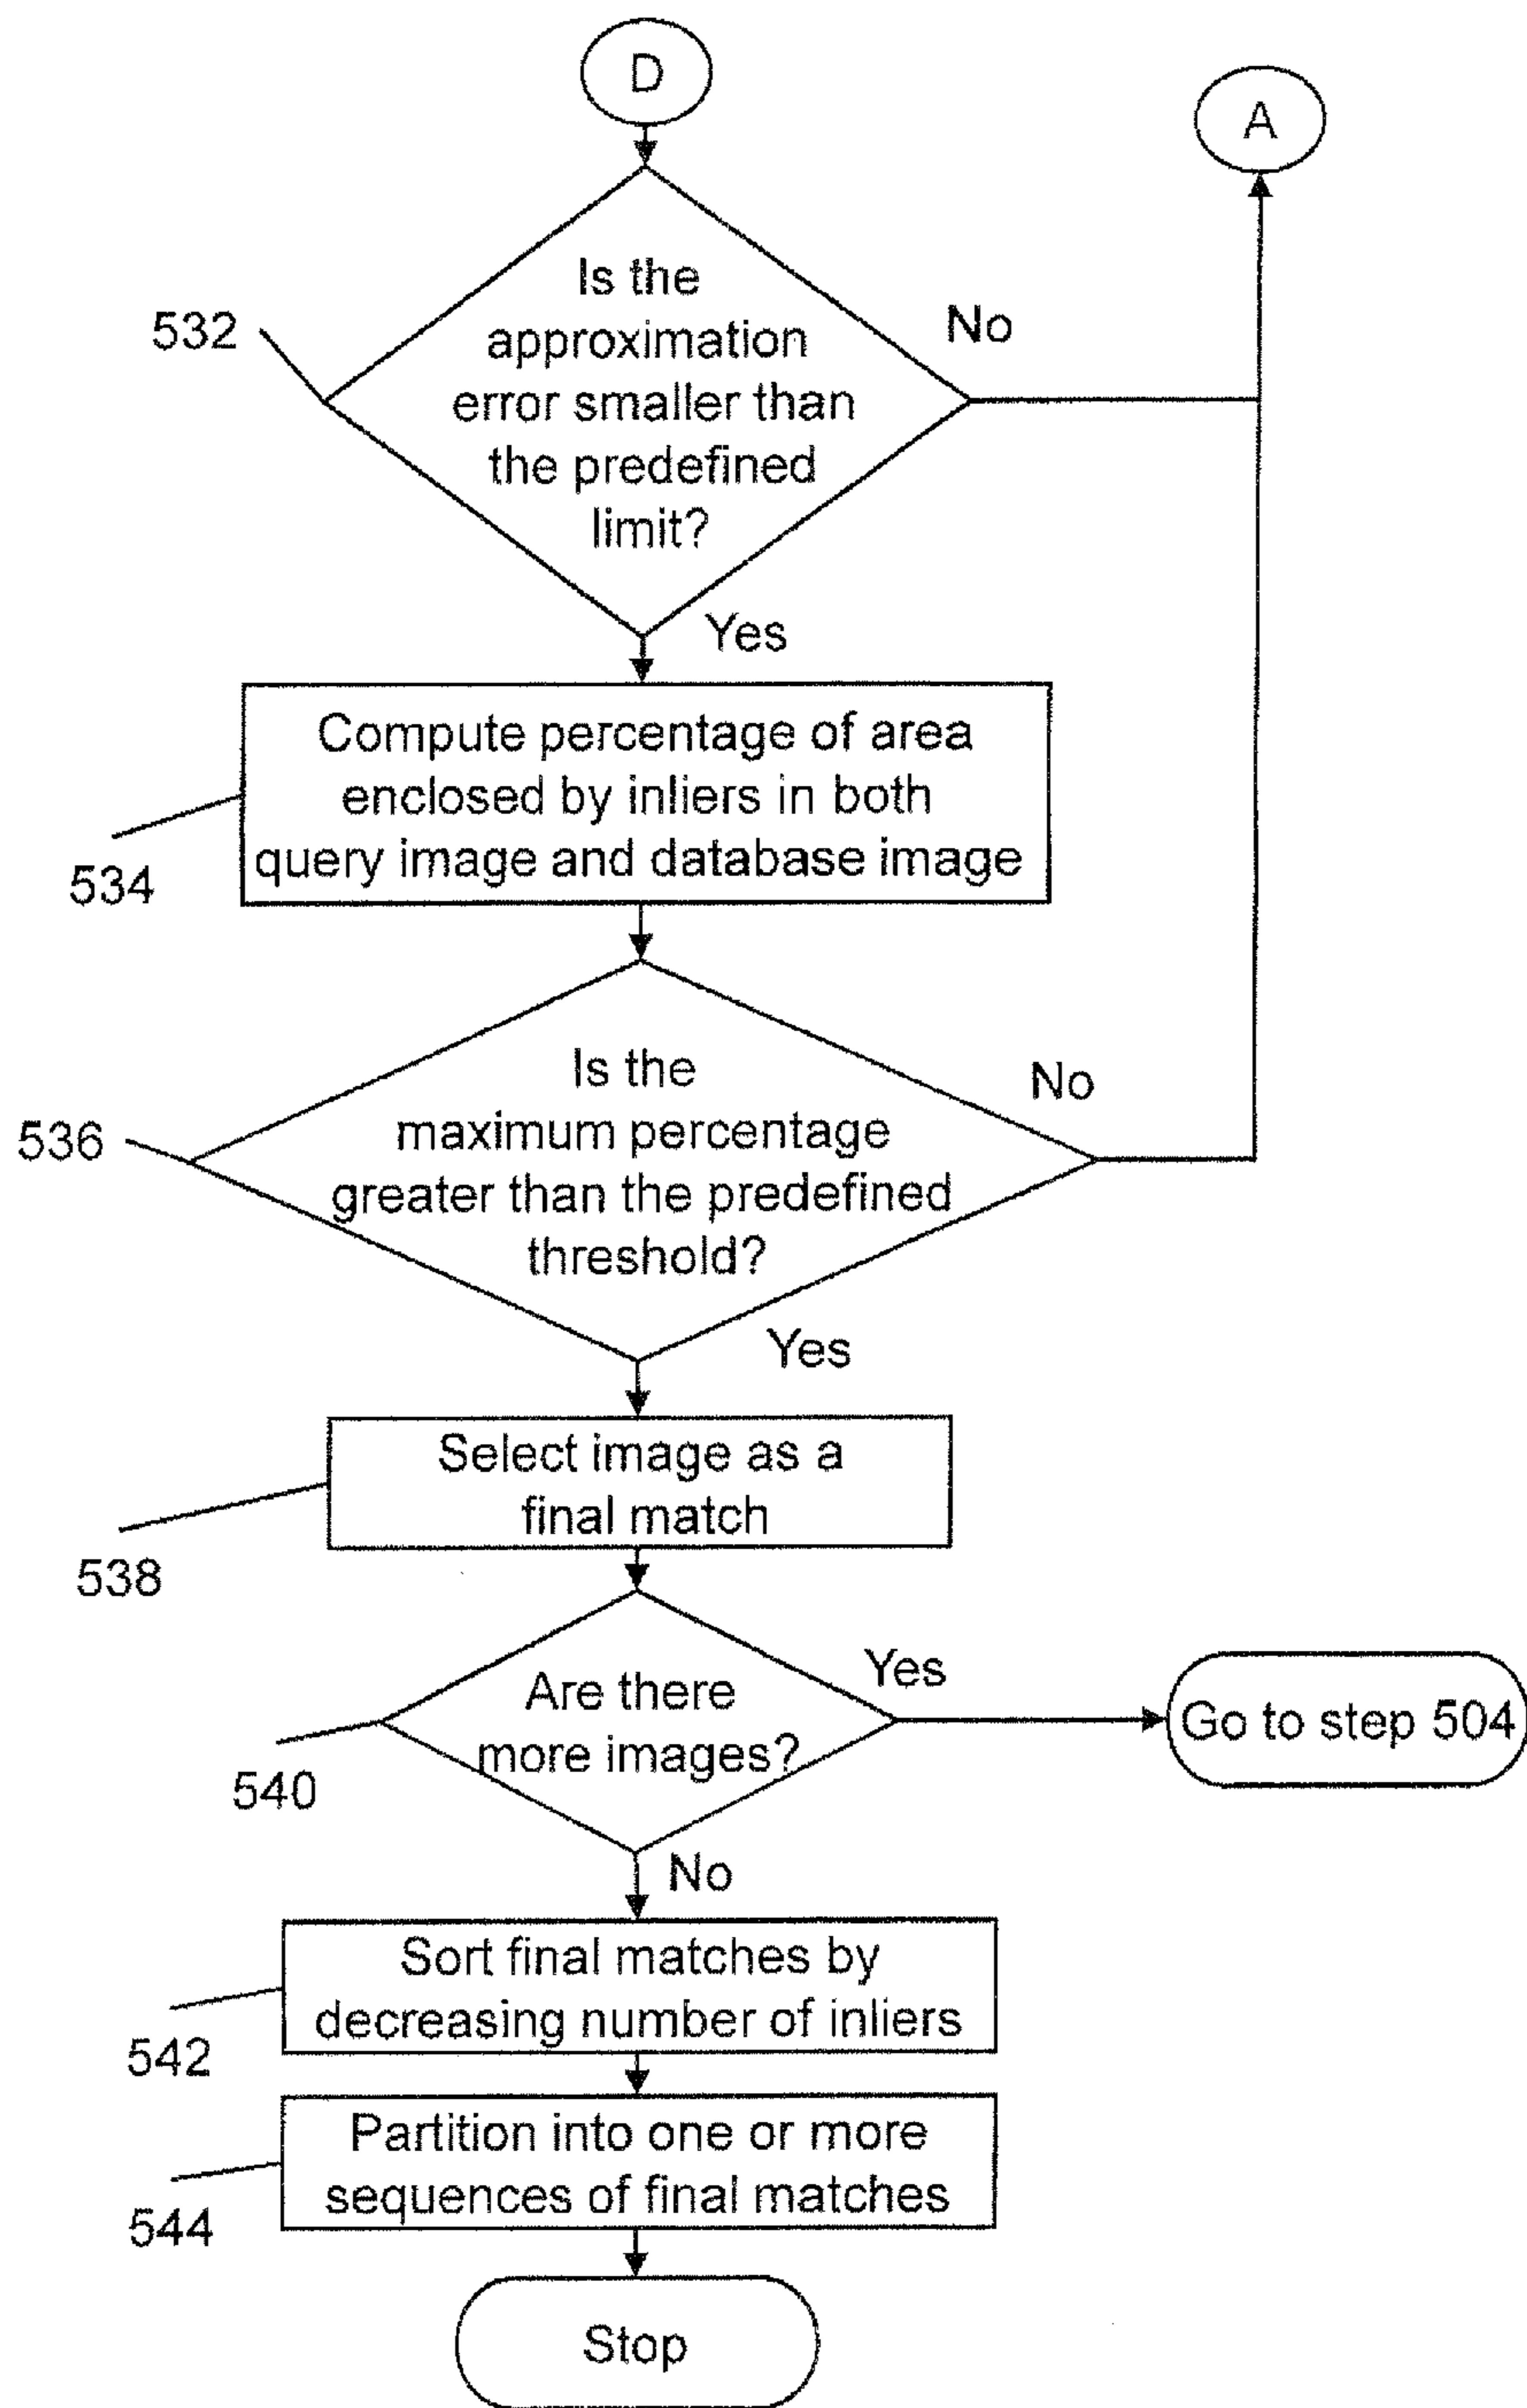 D
A
Is the
approximation
error smaller than
the predefined
limit?
532
No
Yes
Compute percentage of area
enclosed by inliers in both
query image and database image
534
Is the
maximum percentage
greater than the predefined
threshold?
536
No
Yes
Select image as a
final match
538
Are there
more images?
540
Yes
Go to step 504
No
Sort final matches by
decreasing number of inliers
542
Partition into one or more
sequences of final matches
544
Stop